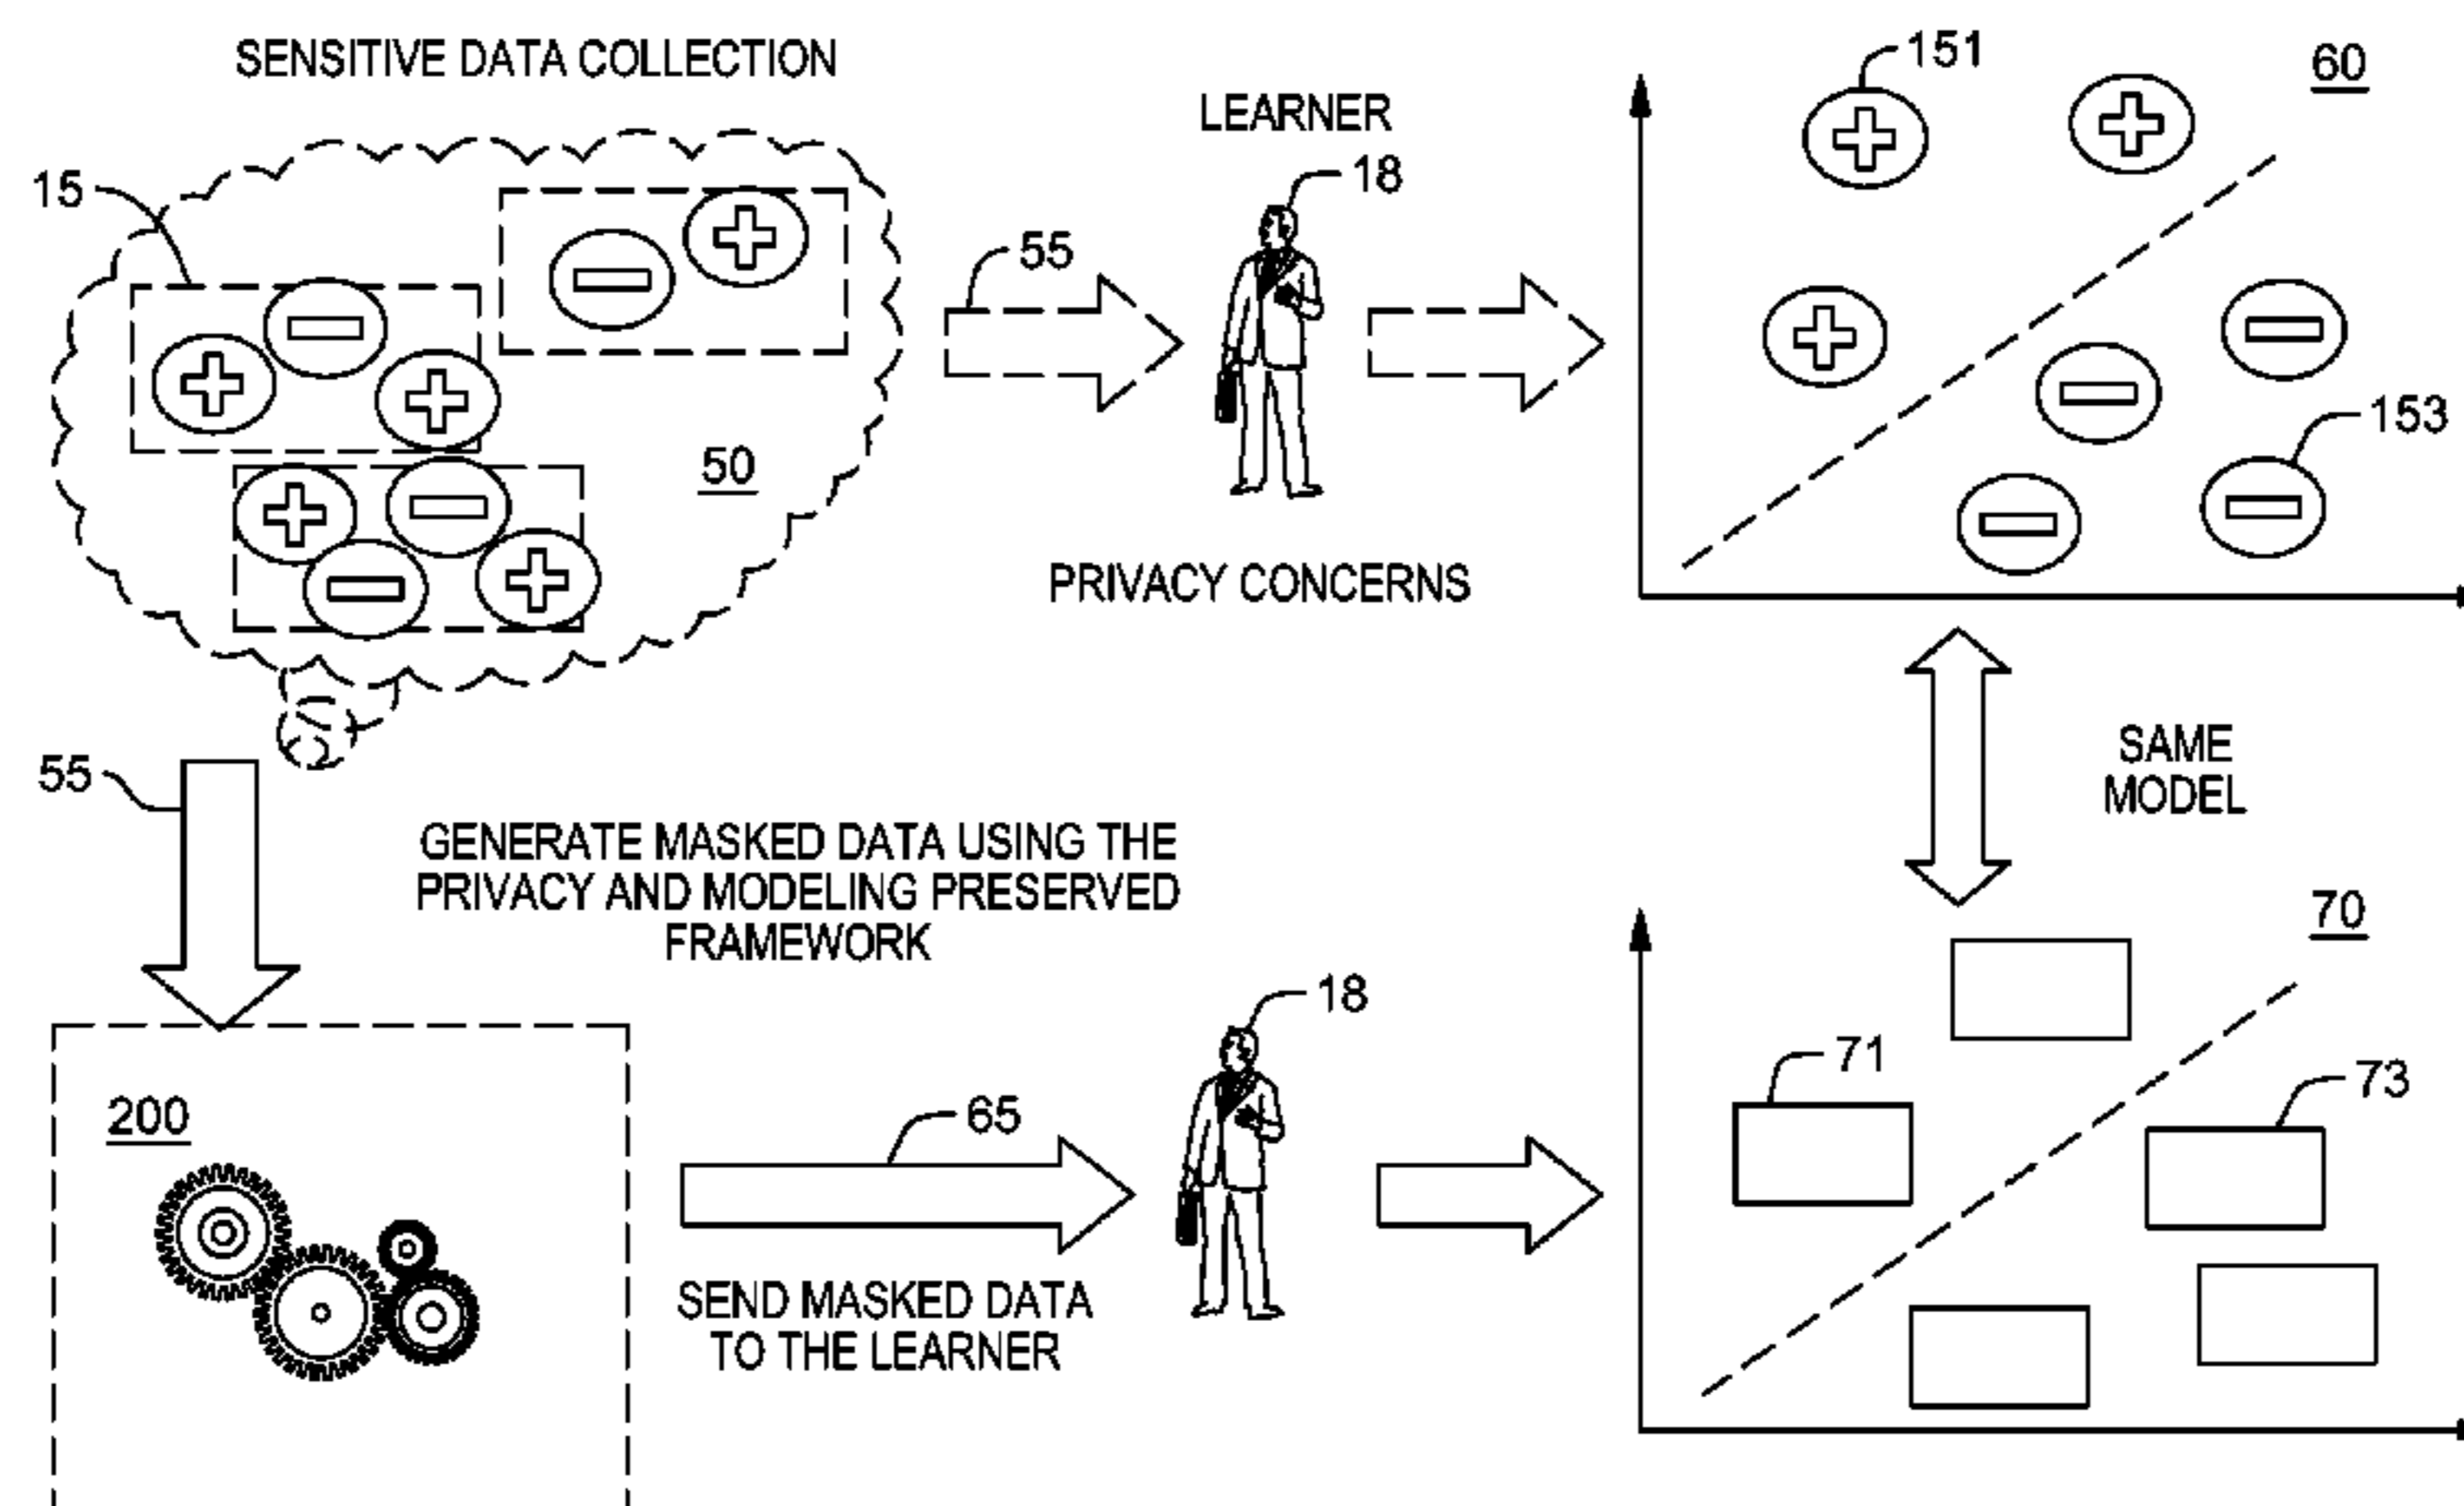 SENSITIVE DATA COLLECTION
151
60
LEARNER
15
18
55
153
50
PRIVACY CONCERNS
SAME
MODEL
55
GENERATE MASKED DATA USING THE
PRIVACY AND MODELING PRESERVED
FRAMEWORK
70
18
71
73
200
65
SEND MASKED DATA
TO THE LEARNER